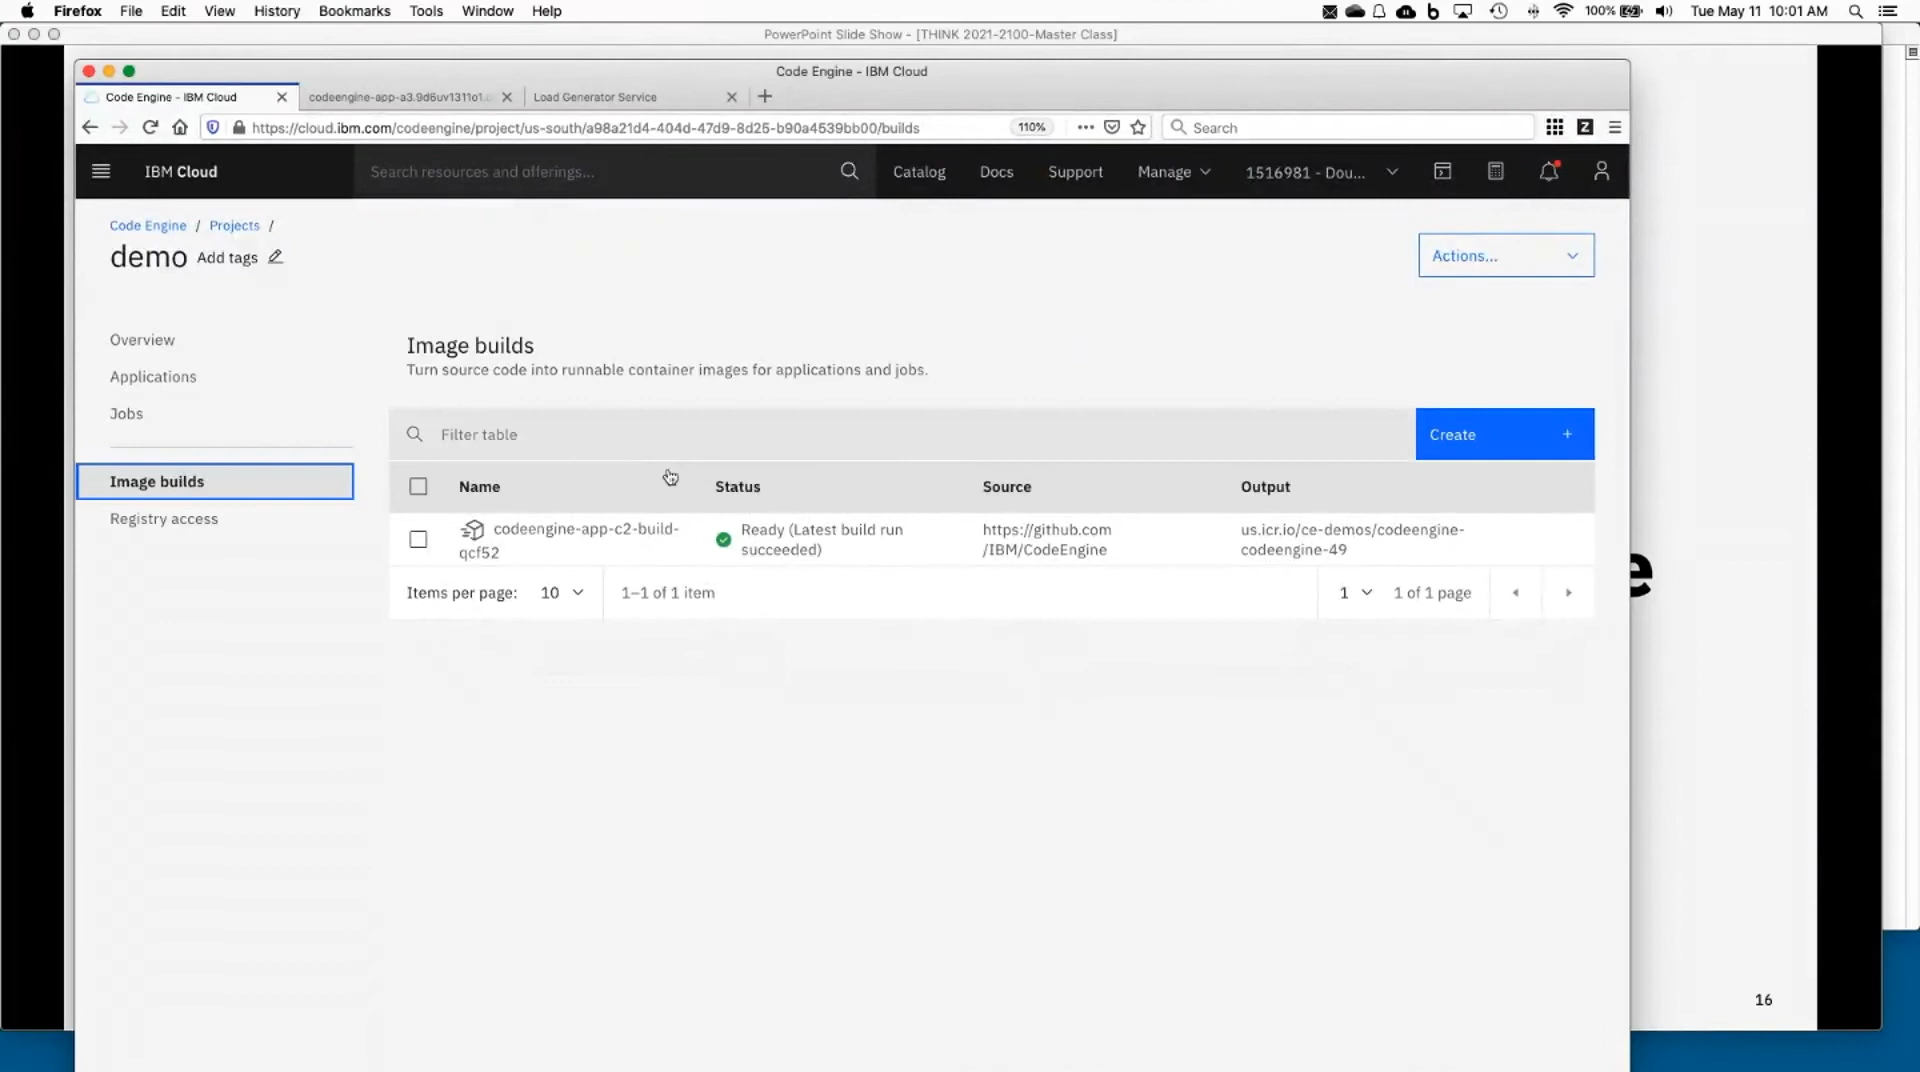 Firefox File Edit View History Bookmarks Tools Window Help 100% Tue May 11 10:01 AM
PowerPoint Slide Show - [THINK 2021-2100-Master Class]
Code Engine - IBM Cloud
Code Engine - IBM Cloud codeengine-app-a3.9d6uv1311o1. Load Generator Service
https://cloud.ibm.com/codeengine/project/us-south/a98a21d4-404d-47d9-8d25-b90a4539bb00/builds 110% Search
IBM Cloud Search resources and offerings... Catalog Docs Support Manage 1516981 - Dou...
Code Engine / Projects /
demo Add tags
Actions...
Overview
Applications
Jobs
Image builds
Registry access
Image builds
Turn source code into runnable container images for applications and jobs.
Filter table
Create +
Name Status Source Output
codeengine-app-c2-build-
qcf52
Ready (Latest build run
succeeded)
https://github.com
/IBM/CodeEngine
us.icr.io/ce-demos/codeengine-
codeengine-49
Items per page: 10 1–1 of 1 item 1 1 of 1 page
e
16